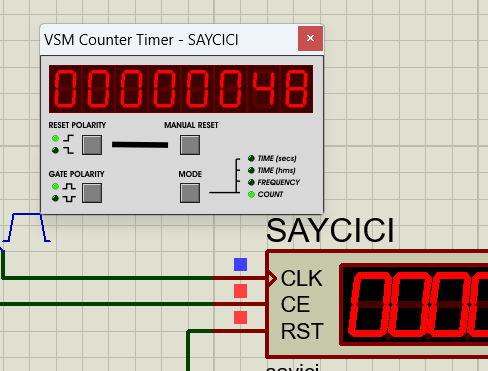 VSM Counter Timer - SAYCICI
00000048
RESET POLARITY
MANUAL RESET
TIME (secs)
TIME (hms)
GATE POLARITY
MODE
FREQUENCY
COUNT
SAYCICI
CLK
CE
RST
000